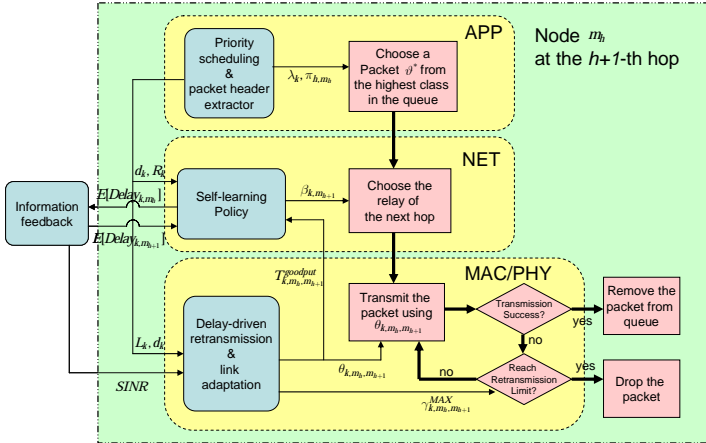 APP
Node m_h
at the h+1-th hop
Priority
scheduling
&
packet header
extractor
λ_k, π_{h,m_h}
Choose a
Packet ϑ* from
the highest class
in the queue
NET
d_k, R_k
E[Delay_{k,m_h}]
Information
feedback
E[Delay_{k,m_{h+1}}]
Self-learning
Policy
β_{k,m_{h+1}}
Choose the
relay of
the next hop
T^{goodput}_{k,m_h,m_{h+1}}
MAC/PHY
L_k, d_k
SINR
Delay-driven
retransmission
&
link
adaptation
Transmit the
packet using
θ_{k,m_h,m_{h+1}}
θ_{k,m_h,m_{h+1}}
γ^{MAX}_{k,m_h,m_{h+1}}
Transmission
Success?
yes
no
Remove the
packet from
queue
Reach
Retransmission
Limit?
no
yes
Drop the
packet